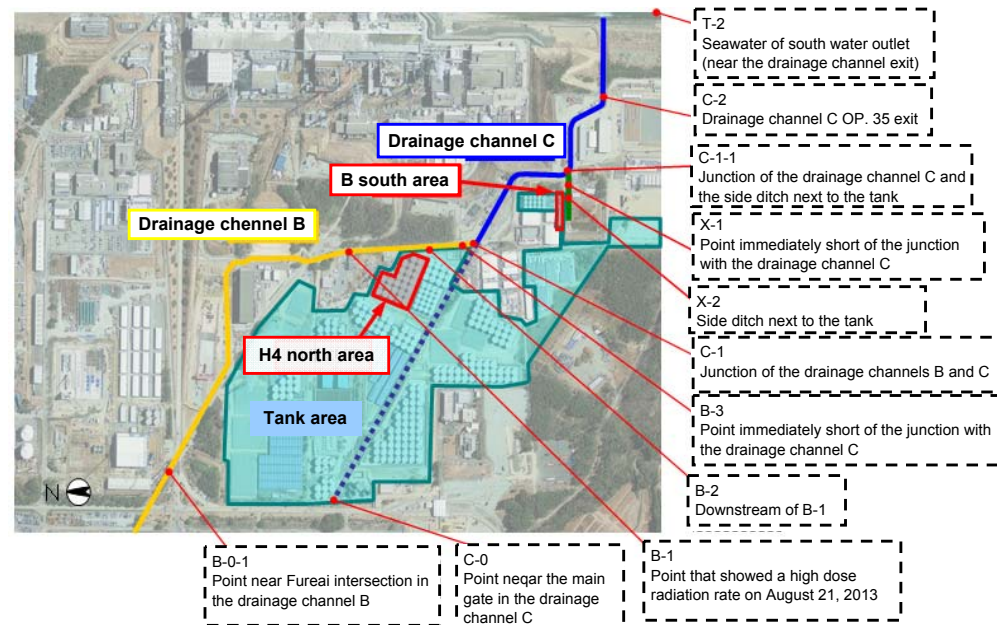 T-2
Seawater of south water outlet
(near the drainage channel exit)
C-2
Drainage channel C OP. 35 exit
Drainage channel C
C-1-1
Junction of the drainage channel C and
the side ditch next to the tank
B south area
X-1
Point immediately short of the junction
with the drainage channel C
Drainage chennel B
X-2
Side ditch next to the tank
H4 north area
C-1
Junction of the drainage channels B and C
Tank area
B-3
Point immediately short of the junction with
the drainage channel C
N
B-2
Downstream of B-1
B-0-1
Point near Fureai intersection in
the drainage channel B
C-0
Point neqar the main
gate in the drainage
channel C
B-1
Point that showed a high dose
radiation rate on August 21, 2013